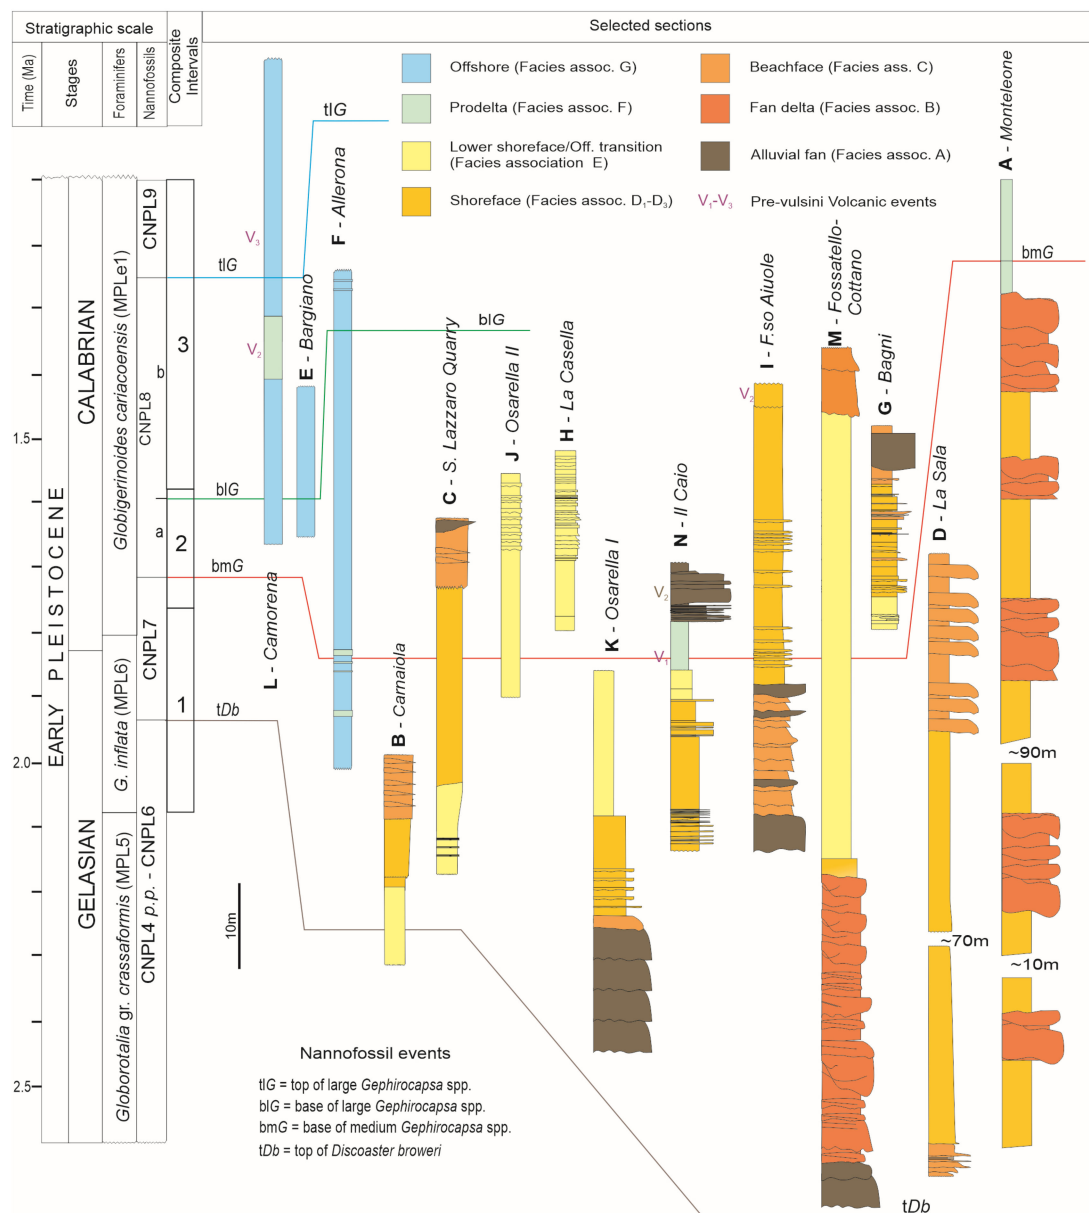 Stratigraphic scale
Selected sections
Time (Ma)
Stages
Foraminifers
Nannofossils
Composite
Intervals
Offshore (Facies assoc. G)
Prodelta (Facies assoc. F)
Lower shoreface/Off. transition
(Facies association E)
Shoreface (Facies assoc. D₁-D₃)
Beachface (Facies ass. C)
Fan delta (Facies assoc. B)
Alluvial fan (Facies assoc. A)
V₁-V₃ Pre-vulsini Volcanic events
EARLY PLEISTOCENE
CALABRIAN
GELASIAN
Globigerinoides cariacoensis (MPLe1)
G. inflata (MPL6)
Globorotalia gr. crassaformis (MPL5)
CNPL9
CNPL8
b
a
CNPL7
CNPL4 p.p. - CNPL6
3
2
1
1.5
2.0
2.5
tlG
tlG
blG
blG
bmG
bmG
tDb
tDb
L - Camorena
V₃
V₂
E - Bargiano
F - Allerona
B - Carnaiola
C - S. Lazzaro Quarry
J - Osarella II
H - La Casella
K - Osarella I
N - Il Caio
V₂
V₁
I - F.so Aiuole
V₂
M - Fossatello-
Cottano
G - Bagni
D - La Sala
~70m
A - Monteleone
~90m
~10m
10m
Nannofossil events
tlG = top of large Gephirocapsa spp.
blG = base of large Gephirocapsa spp.
bmG = base of medium Gephirocapsa spp.
tDb = top of Discoaster broweri